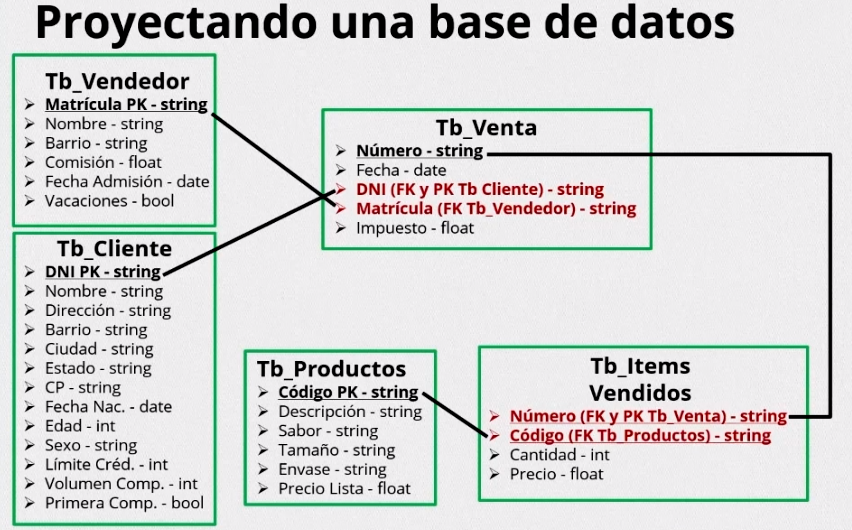 Proyectando una base de datos
Tb_Vendedor
Matrícula PK - string
Nombre - string
Barrio - string
Comisión - float
Fecha Admisión - date
Vacaciones - bool
Tb_Cliente
DNI PK - string
Nombre - string
Dirección - string
Barrio - string
Ciudad - string
Estado - string
CP - string
Fecha Nac. - date
Edad - int
Sexo - string
Límite Créd. - int
Volumen Comp. - int
Primera Comp. - bool
Tb_Venta
Número - string
Fecha - date
DNI (FK y PK Tb Cliente) - string
Matrícula (FK Tb_Vendedor) - string
Impuesto - float
Tb_Productos
Código PK - string
Descripción - string
Sabor - string
Tamaño - string
Envase - string
Precio Lista - float
Tb_Items
Vendidos
Número (FK y PK Tb_Venta) - string
Código (FK Tb_Productos) - string
Cantidad - int
Precio - float